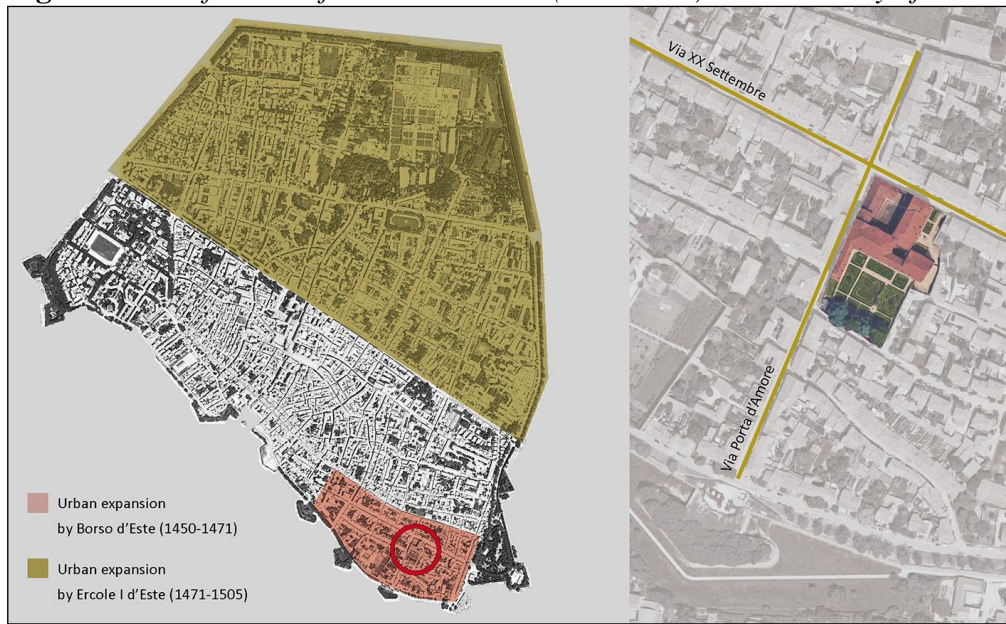 Via XX Settembre
Via Porta d'Amore
Urban expansion
by Borso d'Este (1450-1471)
Urban expansion
by Ercole I d'Este (1471-1505)